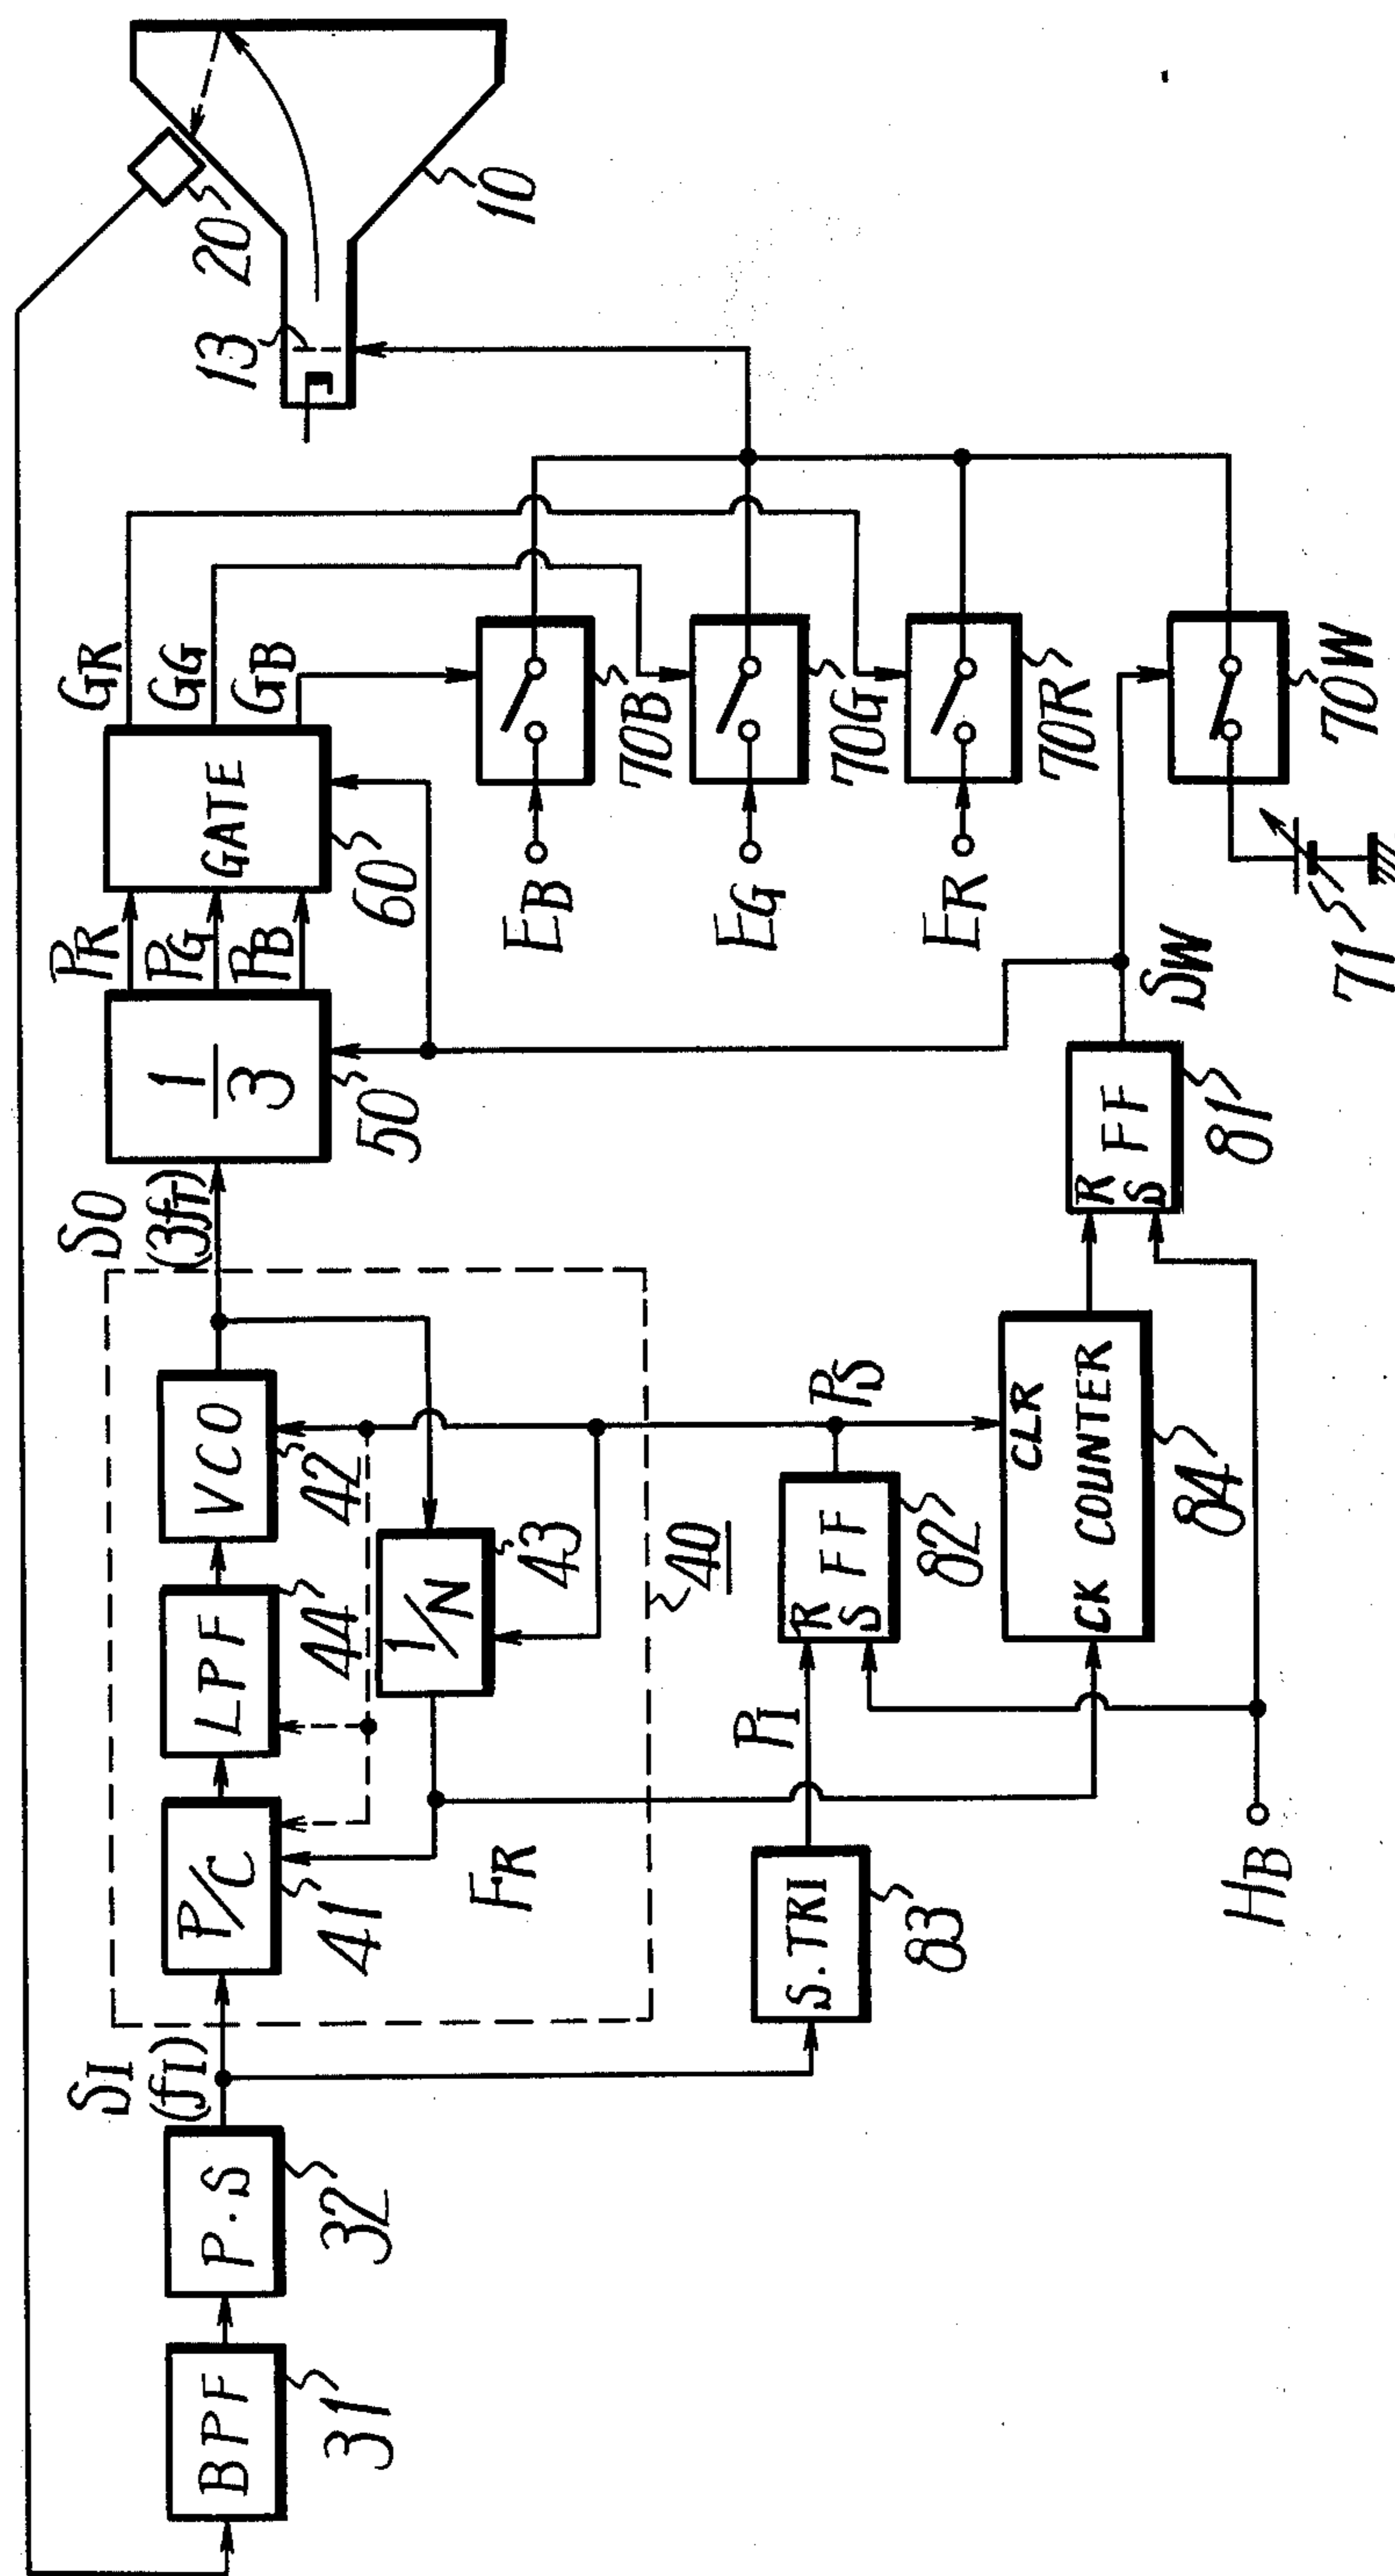 BPF
31
P.S
32
SI
(fI)
P/C
41
LPF
44
VCO
42
1/N
43
FR
40
SO
(3fT)
1/3
50
PR
PG
PB
GATE
60
GR
GG
GB
EB
70B
EG
70G
ER
70R
70W
71
13
20
10
S.TRI
83
PI
R
S
FF
82
PS
CLR
CK COUNTER
84
R
S
FF
81
SW
HB